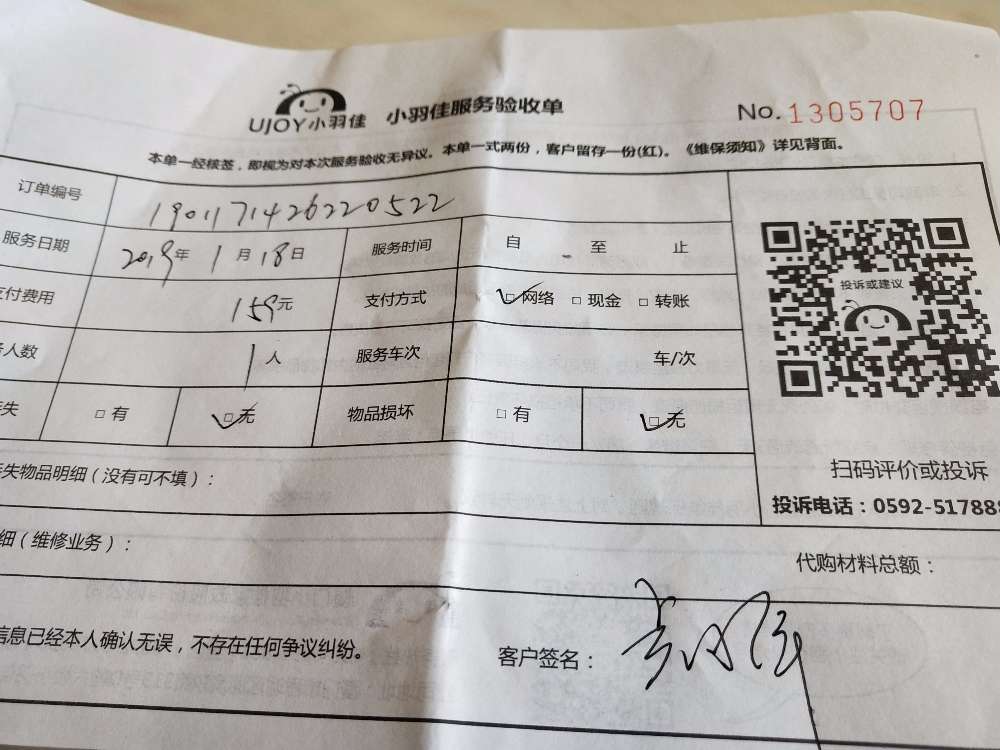 UJOY小羽佳 小羽佳服务验收单 No.1305707
本单一经核签，即视为对本次服务验收无异议。本单一式两份，客户留存一份(红)。《维保须知》详见背面。
订单编号 1901171426220522
服务日期 2019年 1月18日 服务时间 自 至 止
支付费用 159元 支付方式 □网络 □现金 □转账
人数 1人 服务车次 车/次
失 □有 □无 物品损坏 □有 □无
投诉或建议
扫码评价或投诉
失物品明细（没有可不填）：
投诉电话：0592-517888
细（维修业务）：
代购材料总额：
信息已经本人确认无误，不存在任何争议纠纷。
客户签名：